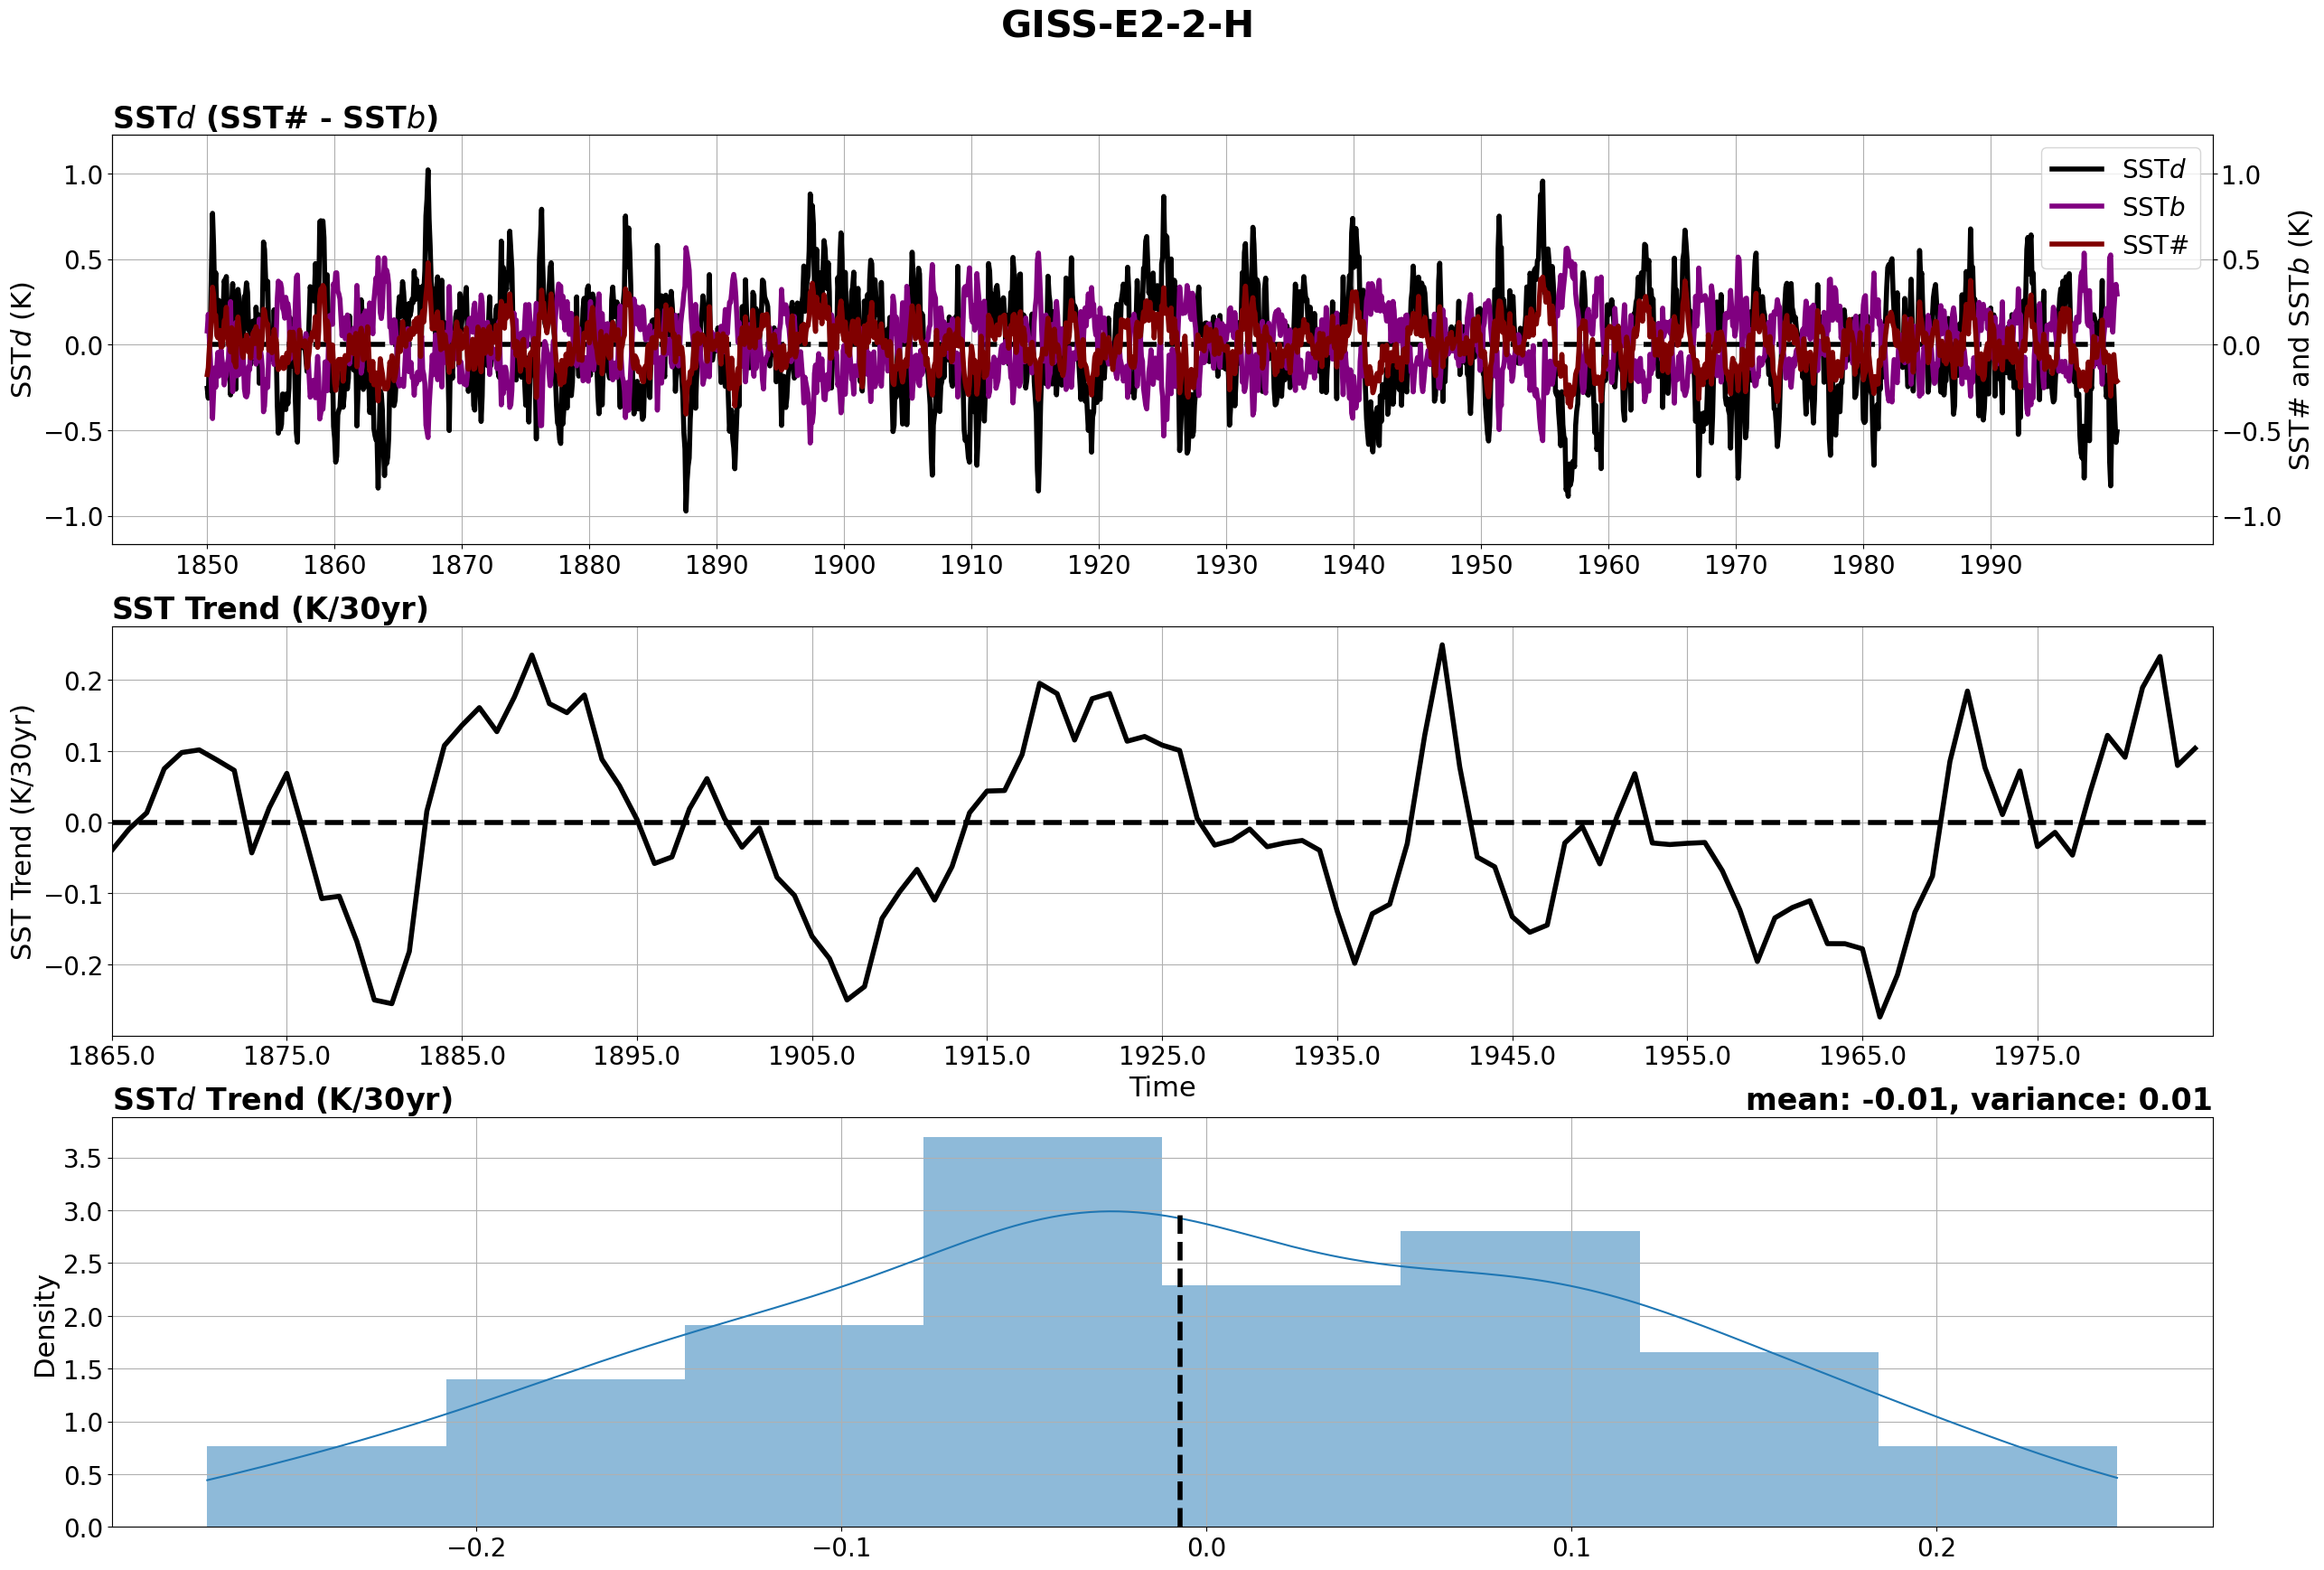 GISS-E2-2-H
SSTd (SST# - SSTb)
SSTd (K)
1.0
0.5
0.0
−0.5
−1.0
SSTd
SSTb
SST#
1.0
0.5
0.0
−0.5
−1.0
SST# and SSTb (K)
1850 1860 1870 1880 1890 1900 1910 1920 1930 1940 1950 1960 1970 1980 1990
SST Trend (K/30yr)
SST Trend (K/30yr)
0.2
0.1
0.0
−0.1
−0.2
1865.0 1875.0 1885.0 1895.0 1905.0 1915.0 1925.0 1935.0 1945.0 1955.0 1965.0 1975.0
Time
SSTd Trend (K/30yr) mean: -0.01, variance: 0.01
Density
3.5
3.0
2.5
2.0
1.5
1.0
0.5
0.0
−0.2 −0.1 0.0 0.1 0.2